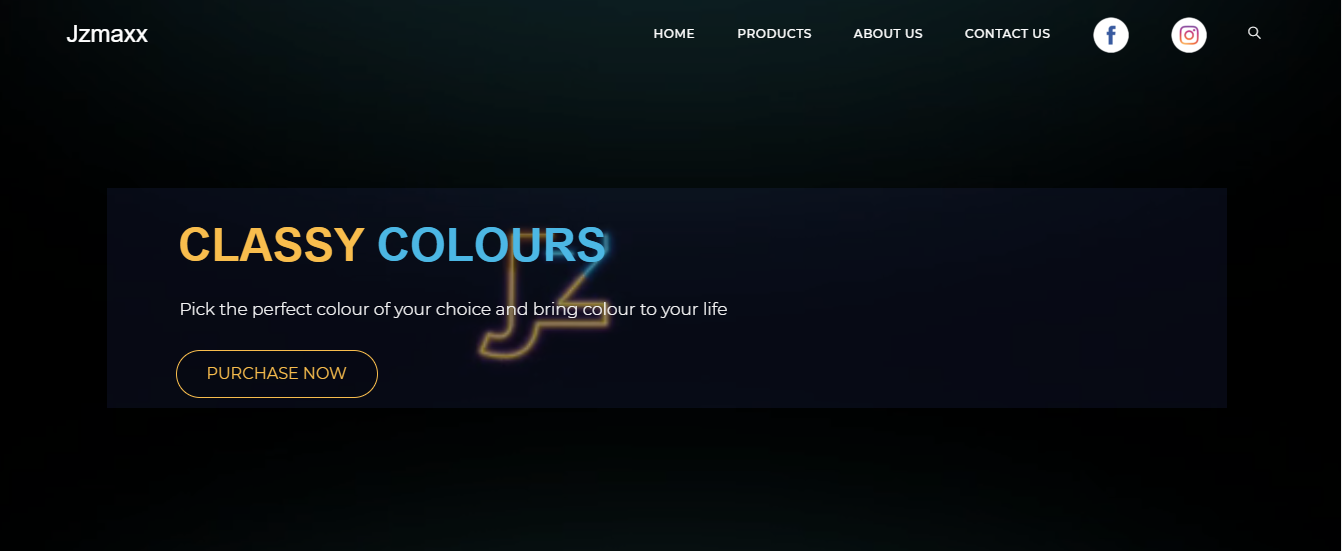 Jzmaxx
HOME PRODUCTS ABOUT US CONTACT US
CLASSY COLOURS
JZ
Pick the perfect colour of your choice and bring colour to your life
PURCHASE NOW